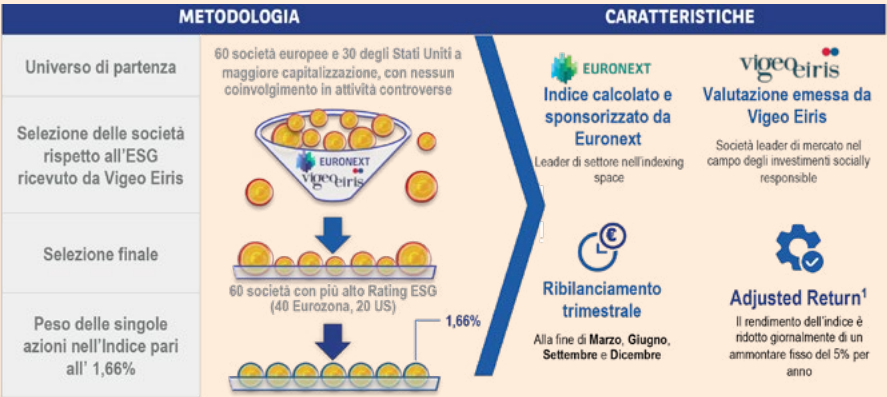 METODOLOGIA
CARATTERISTICHE
Universo di partenza
60 società europee e 30 degli Stati Uniti a
maggiore capitalizzazione, con nessun
coinvolgimento in attività controverse
Selezione delle società
rispetto all'ESG
ricevuto da Vigeo Eiris
EURONEXT
vigeoeiris
Selezione finale
60 società con più alto Rating ESG
(40 Eurozona, 20 US)
Peso delle singole
azioni nell'Indice pari
all' 1,66%
1,66%
EURONEXT
Indice calcolato e
sponsorizzato da
Euronext
Leader di settore nell'indexing
space
vigeoeiris
Valutazione emessa da
Vigeo Eiris
Società leader di mercato nel
campo degli investimenti socially
responsible
€
Ribilanciamento
trimestrale
Alla fine di Marzo, Giugno,
Settembre e Dicembre
Adjusted Return¹
Il rendimento dell'indice è
ridotto giornalmente di un
ammontare fisso del 5% per
anno